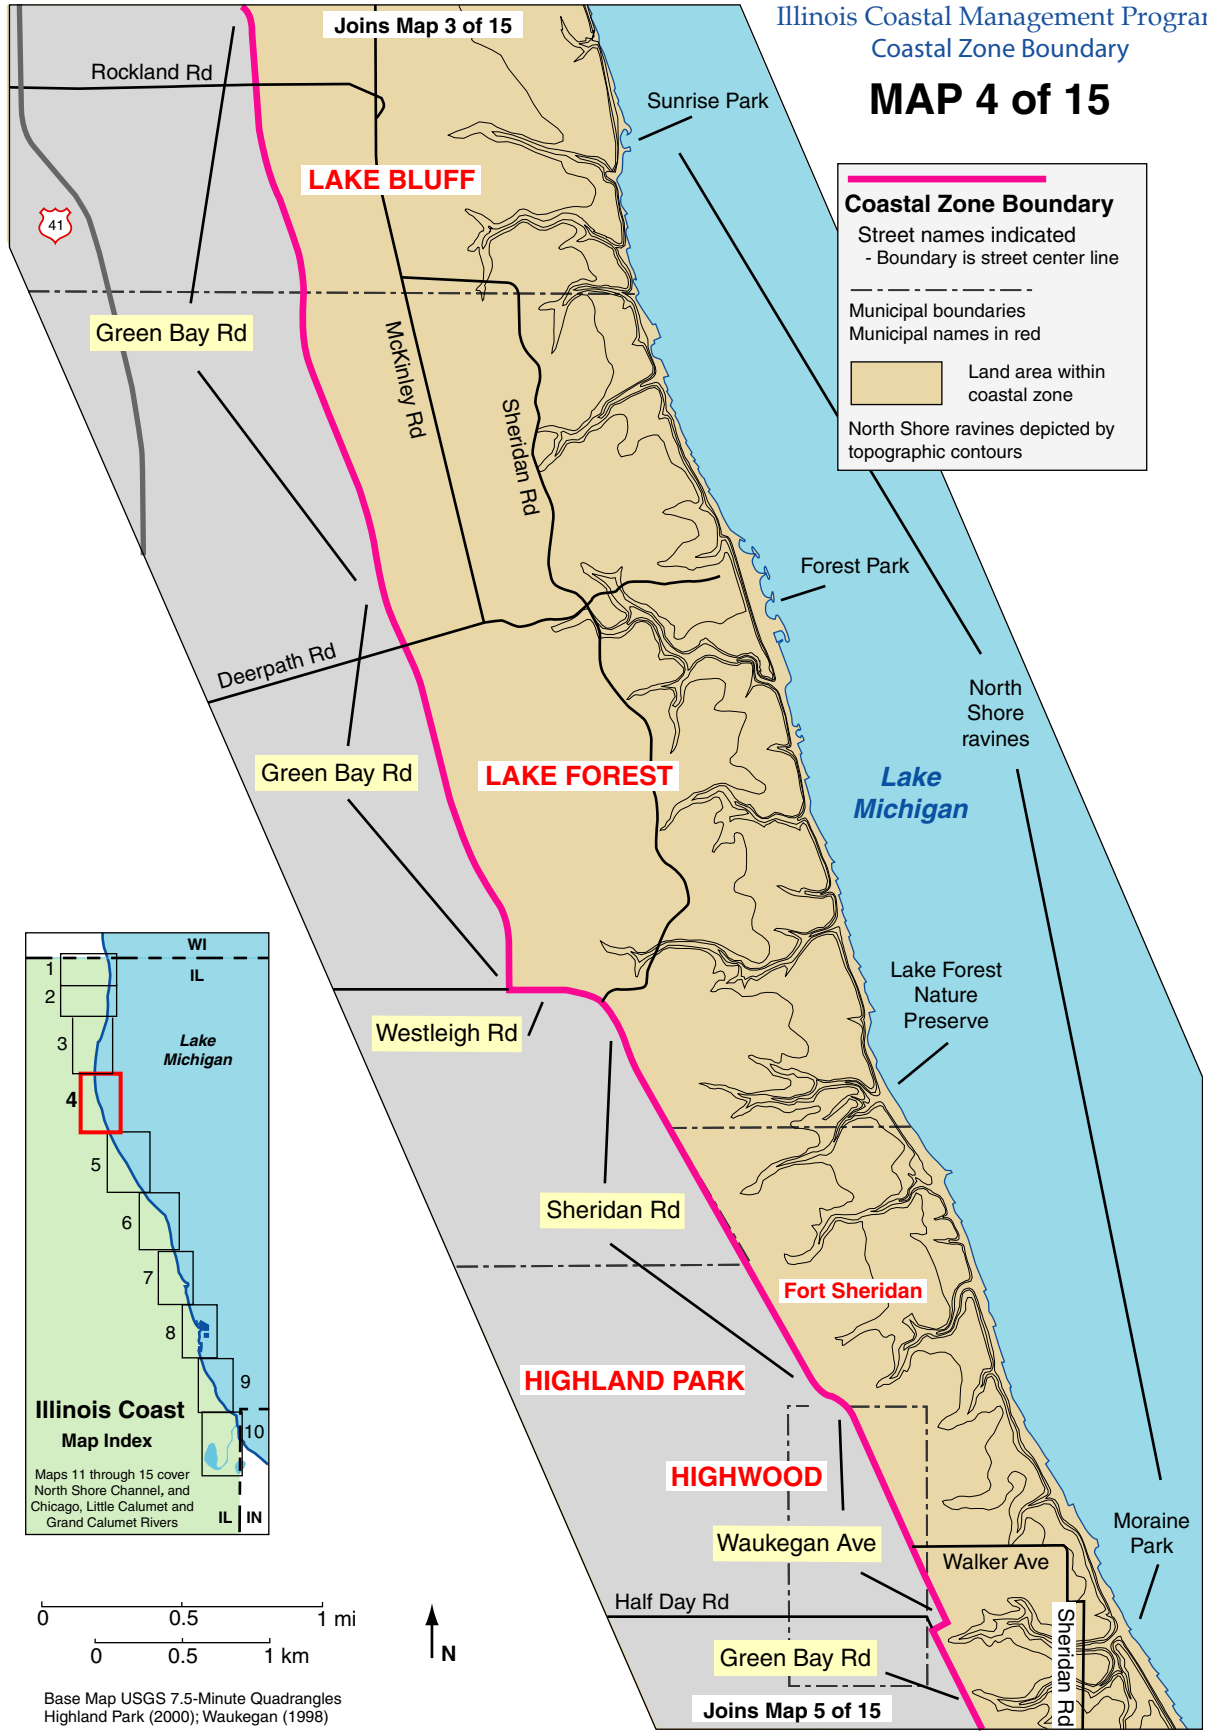 Joins Map 3 of 15
Illinois Coastal Management Program
Coastal Zone Boundary
MAP 4 of 15
Rockland Rd
Sunrise Park
LAKE BLUFF
41
Coastal Zone Boundary
Street names indicated
- Boundary is street center line
Municipal boundaries
Municipal names in red
Land area within
coastal zone
North Shore ravines depicted by
topographic contours
Green Bay Rd
McKinley Rd
Sheridan Rd
Forest Park
Deerpath Rd
North
Shore
ravines
Green Bay Rd
LAKE FOREST
Lake
Michigan
Lake Forest
Nature
Preserve
Westleigh Rd
Sheridan Rd
Fort Sheridan
HIGHLAND PARK
HIGHWOOD
Waukegan Ave
Walker Ave
Moraine
Park
Half Day Rd
Sheridan Rd
Green Bay Rd
Joins Map 5 of 15
WI
IL
1
2
3
Lake
Michigan
4
5
6
7
8
9
10
Illinois Coast
Map Index
Maps 11 through 15 cover
North Shore Channel, and
Chicago, Little Calumet and
Grand Calumet Rivers
IL
IN
0 0.5 1 mi
0 0.5 1 km
N
Base Map USGS 7.5-Minute Quadrangles
Highland Park (2000); Waukegan (1998)